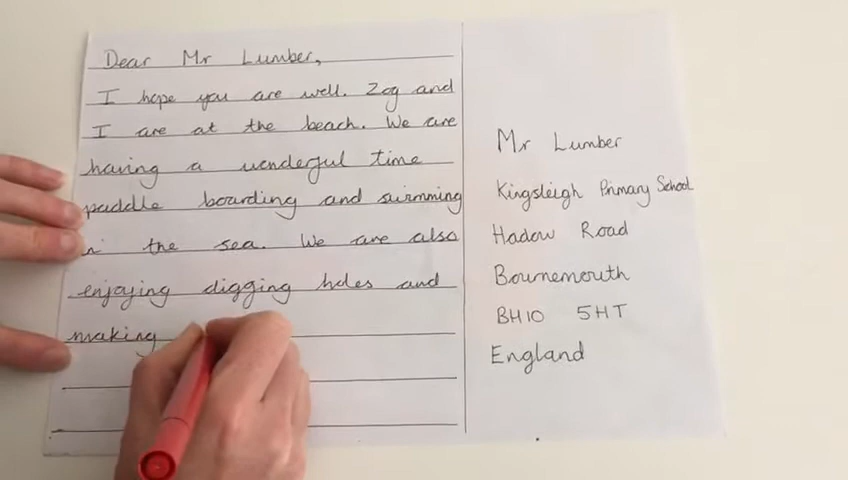 Dear Mr Lumber,
I hope you are well. Zog and
I are at the beach. We are
having a wonderful time
paddle boarding and swimming
in the sea. We are also
enjoying digging holes and
making
Mr Lumber
Kingsleigh Primary School
Hadow Road
Bournemouth
BH10 5HT
England